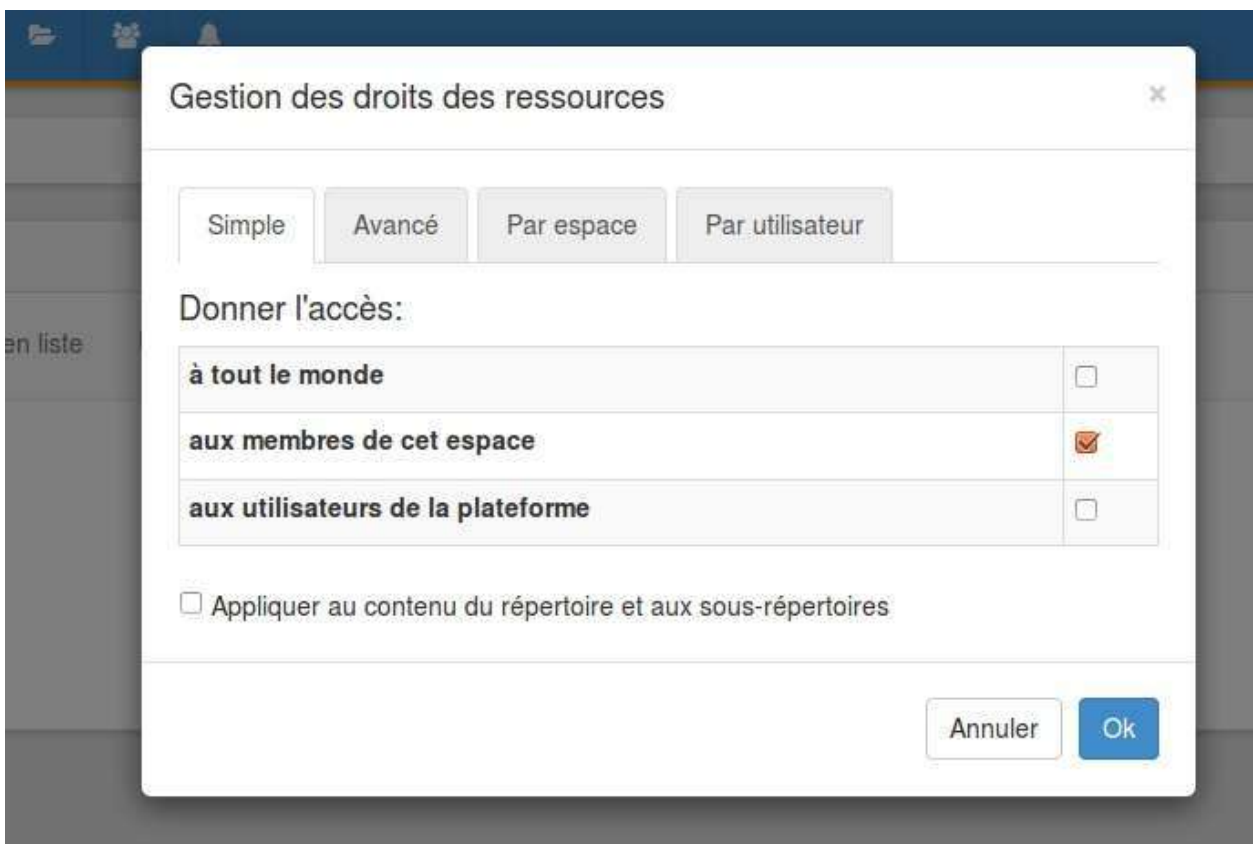 Gestion des droits des ressources
×
Simple
Avancé
Par espace
Par utilisateur
Donner l'accès:
en liste
à tout le monde
aux membres de cet espace
aux utilisateurs de la plateforme
Appliquer au contenu du répertoire et aux sous-répertoires
Annuler
Ok